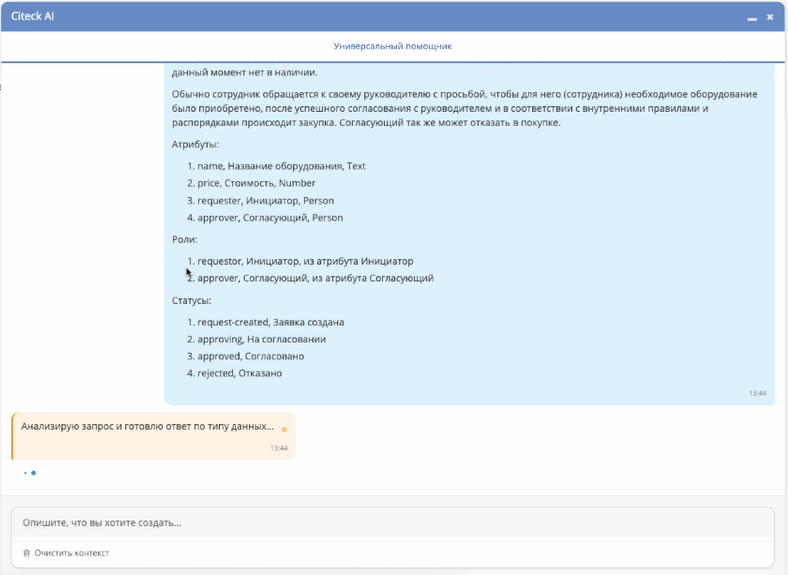 Citeck AI
Универсальный помощник
данный момент нет в наличии.
Обычно сотрудник обращается к своему руководителю с просьбой, чтобы для него (сотрудника) необходимое оборудование
было приобретено, после успешного согласования с руководителем и в соответствии с внутренними правилами и
распорядками происходит закупка. Согласующий так же может отказать в покупке.
Атрибуты:
1. name, Название оборудования, Text
2. price, Стоимость, Number
3. requester, Инициатор, Person
4. approver, Согласующий, Person
Роли:
1. requestor, Инициатор, из атрибута Инициатор
2. approver, Согласующий, из атрибута Согласующий
Статусы:
1. request-created, Заявка создана
2. approving, На согласовании
3. approved, Согласовано
4. rejected, Отказано
13:44
Анализирую запрос и готовлю ответ по типу данных...
13:44
Опишите, что вы хотите создать...
Очистить контекст